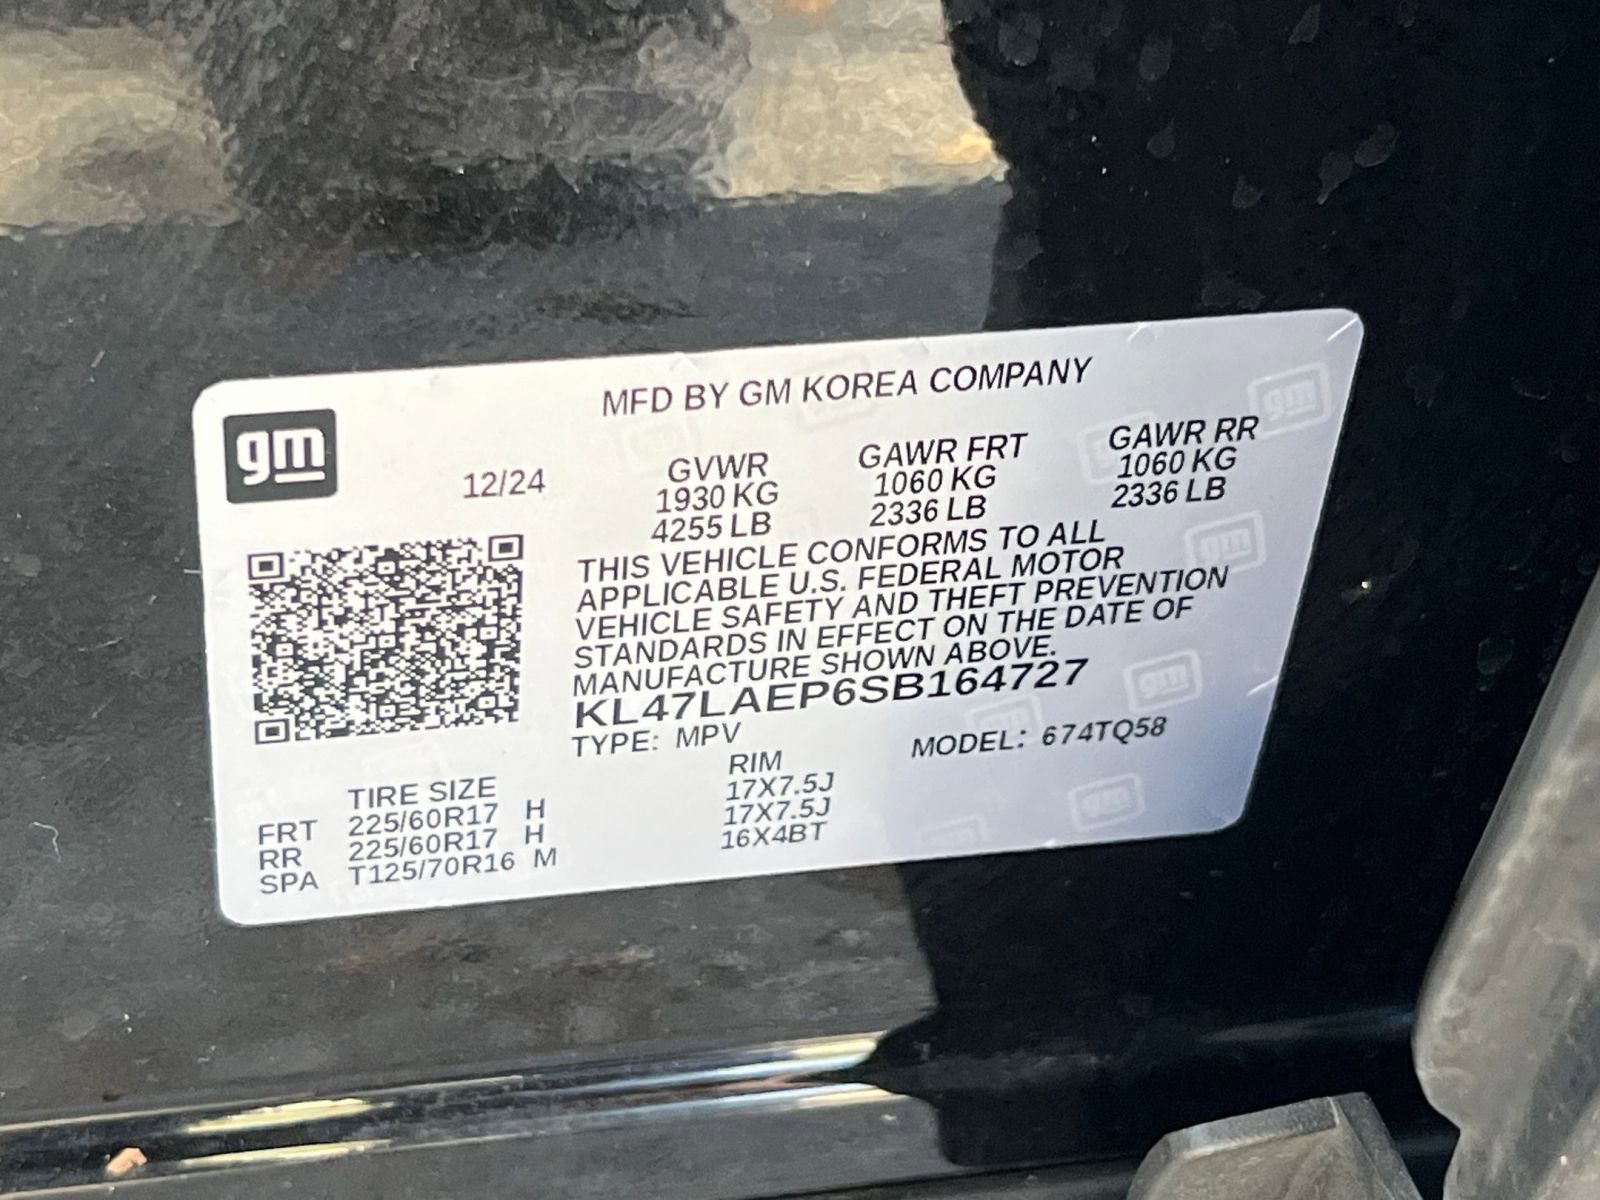 gm
MFD BY GM KOREA COMPANY
12/24 GVWR GAWR FRT GAWR RR
1930 KG 1060 KG 1060 KG
4255 LB 2336 LB 2336 LB
THIS VEHICLE CONFORMS TO ALL
APPLICABLE U.S. FEDERAL MOTOR
VEHICLE SAFETY AND THEFT PREVENTION
STANDARDS IN EFFECT ON THE DATE OF
MANUFACTURE SHOWN ABOVE.
KL47LAEP6SB164727
TYPE: MPV MODEL: 674TQ58
TIRE SIZE RIM
FRT 225/60R17 H 17X7.5J
RR 225/60R17 H 17X7.5J
SPA T125/70R16 M 16X4BT